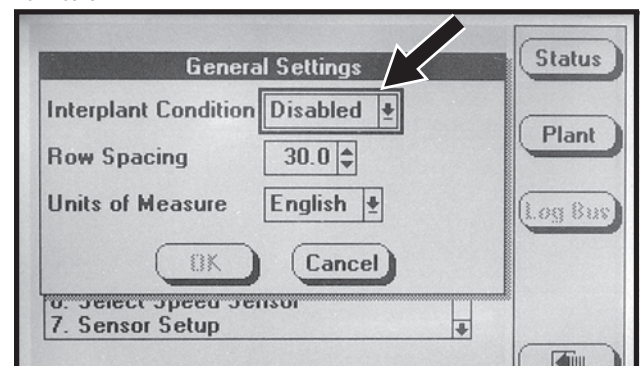 General Settings
Interplant Condition Disabled
Row Spacing 30.0
Units of Measure English
OK Cancel
6. Select Speed Sensor
7. Sensor Setup
Status
Plant
Log Bus